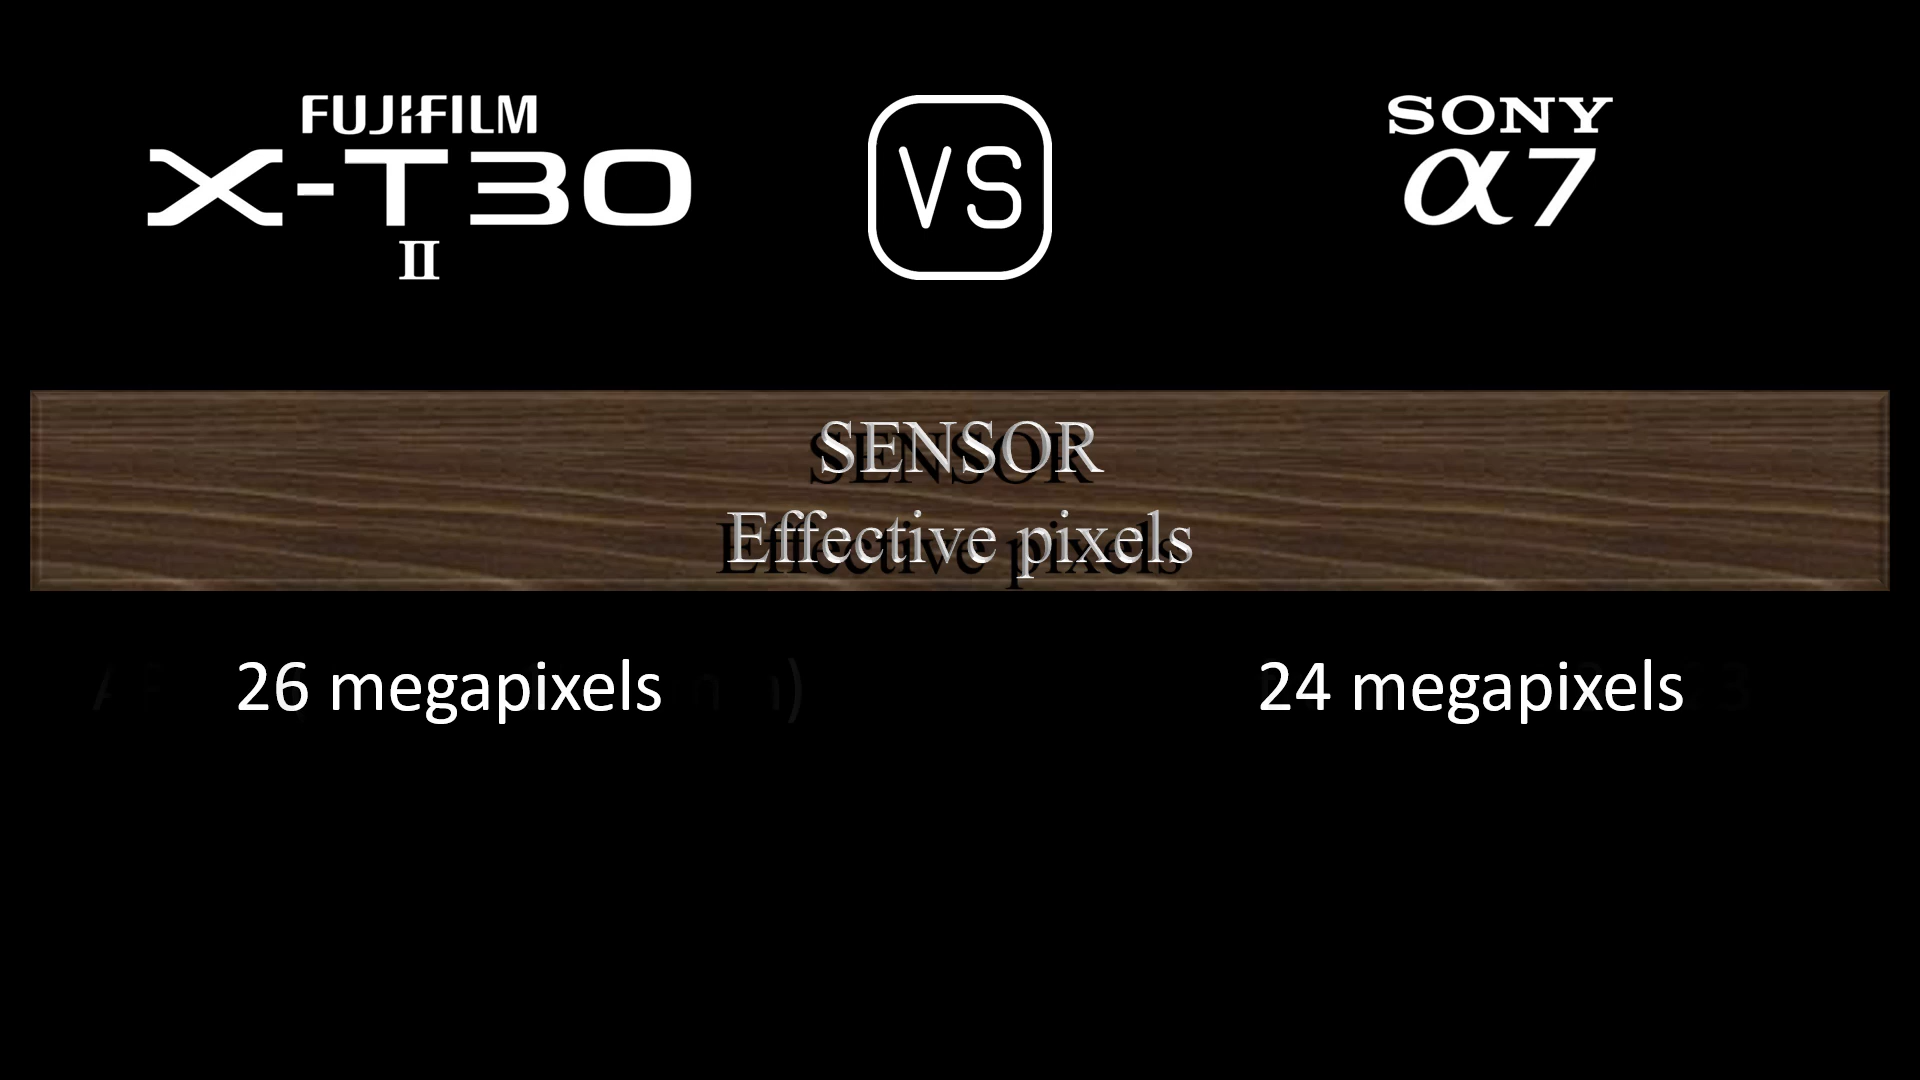 FUJIFILM
X-T30
II
VS
SONY
α7
SENSOR
Effective pixels
26 megapixels
24 megapixels